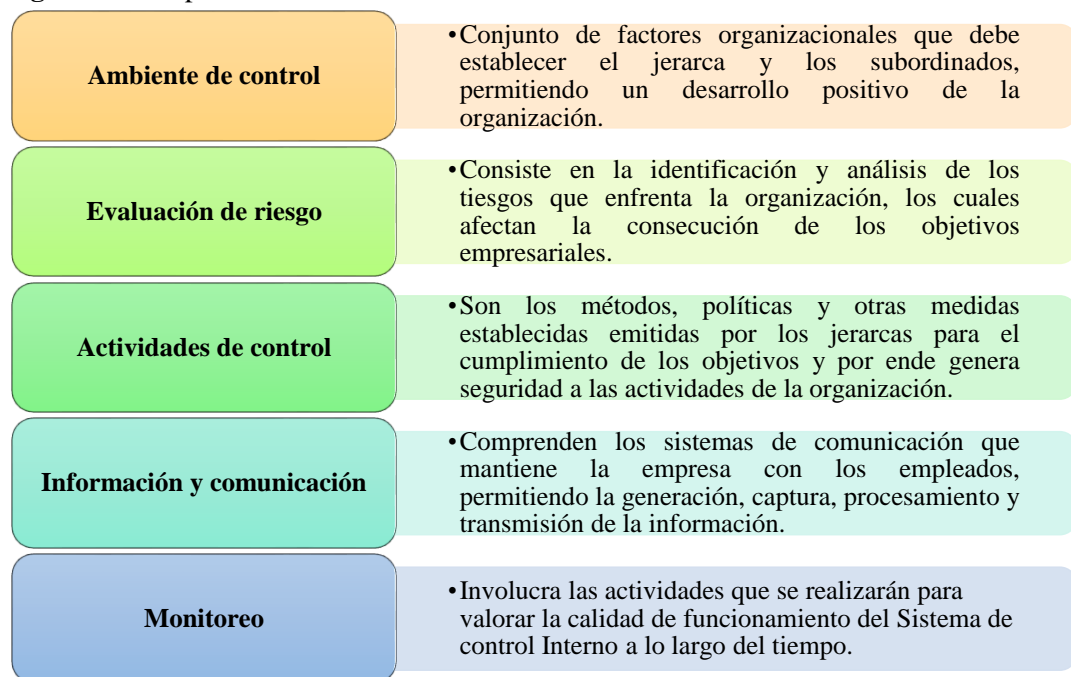 Ambiente de control
•Conjunto de factores organizacionales que debe
establecer el jerarca y los subordinados,
permitiendo un desarrollo positivo de la
organización.
Evaluación de riesgo
•Consiste en la identificación y análisis de los
tiesgos que enfrenta la organización, los cuales
afectan la consecución de los objetivos
empresariales.
Actividades de control
•Son los métodos, políticas y otras medidas
establecidas emitidas por los jerarcas para el
cumplimiento de los objetivos y por ende genera
seguridad a las actividades de la organización.
Información y comunicación
•Comprenden los sistemas de comunicación que
mantiene la empresa con los empleados,
permitiendo la generación, captura, procesamiento y
transmisión de la información.
Monitoreo
•Involucra las actividades que se realizarán para
valorar la calidad de funcionamiento del Sistema de
control Interno a lo largo del tiempo.